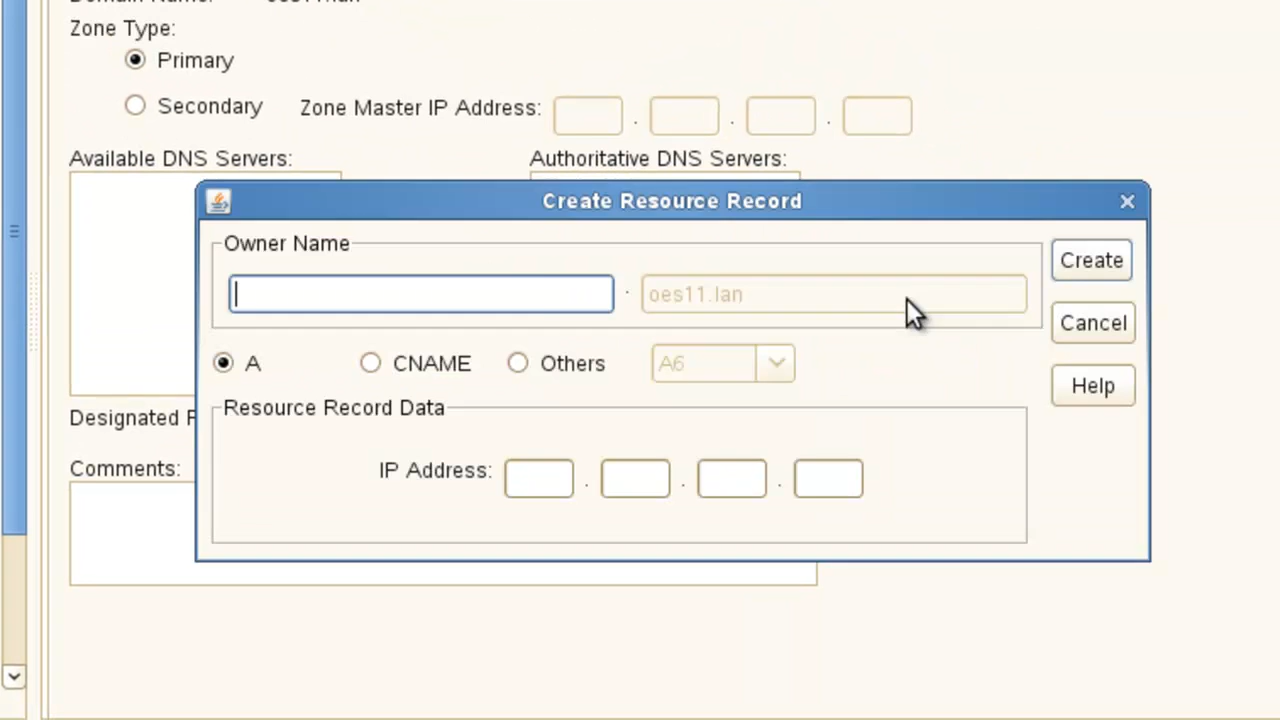 Zone Type:
Primary
Secondary Zone Master IP Address: . . .
Available DNS Servers: Authoritative DNS Servers:
Create Resource Record
Owner Name
Create
. oes11.lan
Cancel
A CNAME Others A6
Help
Resource Record Data
Designated
IP Address: . . .
Comments: